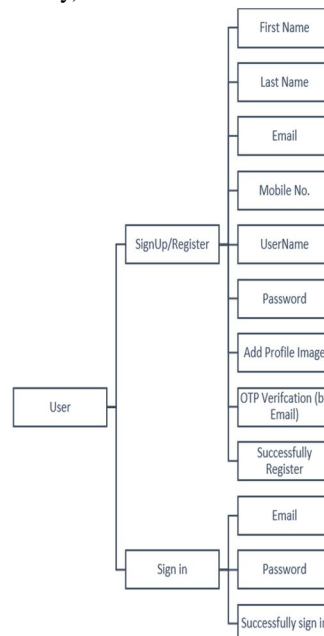 First Name
Last Name
Email
Mobile No.
SignUp/Register
UserName
Password
Add Profile Image
User
OTP Verifcation (b
Email)
Successfully
Register
Email
Sign in
Password
Successfully sign in